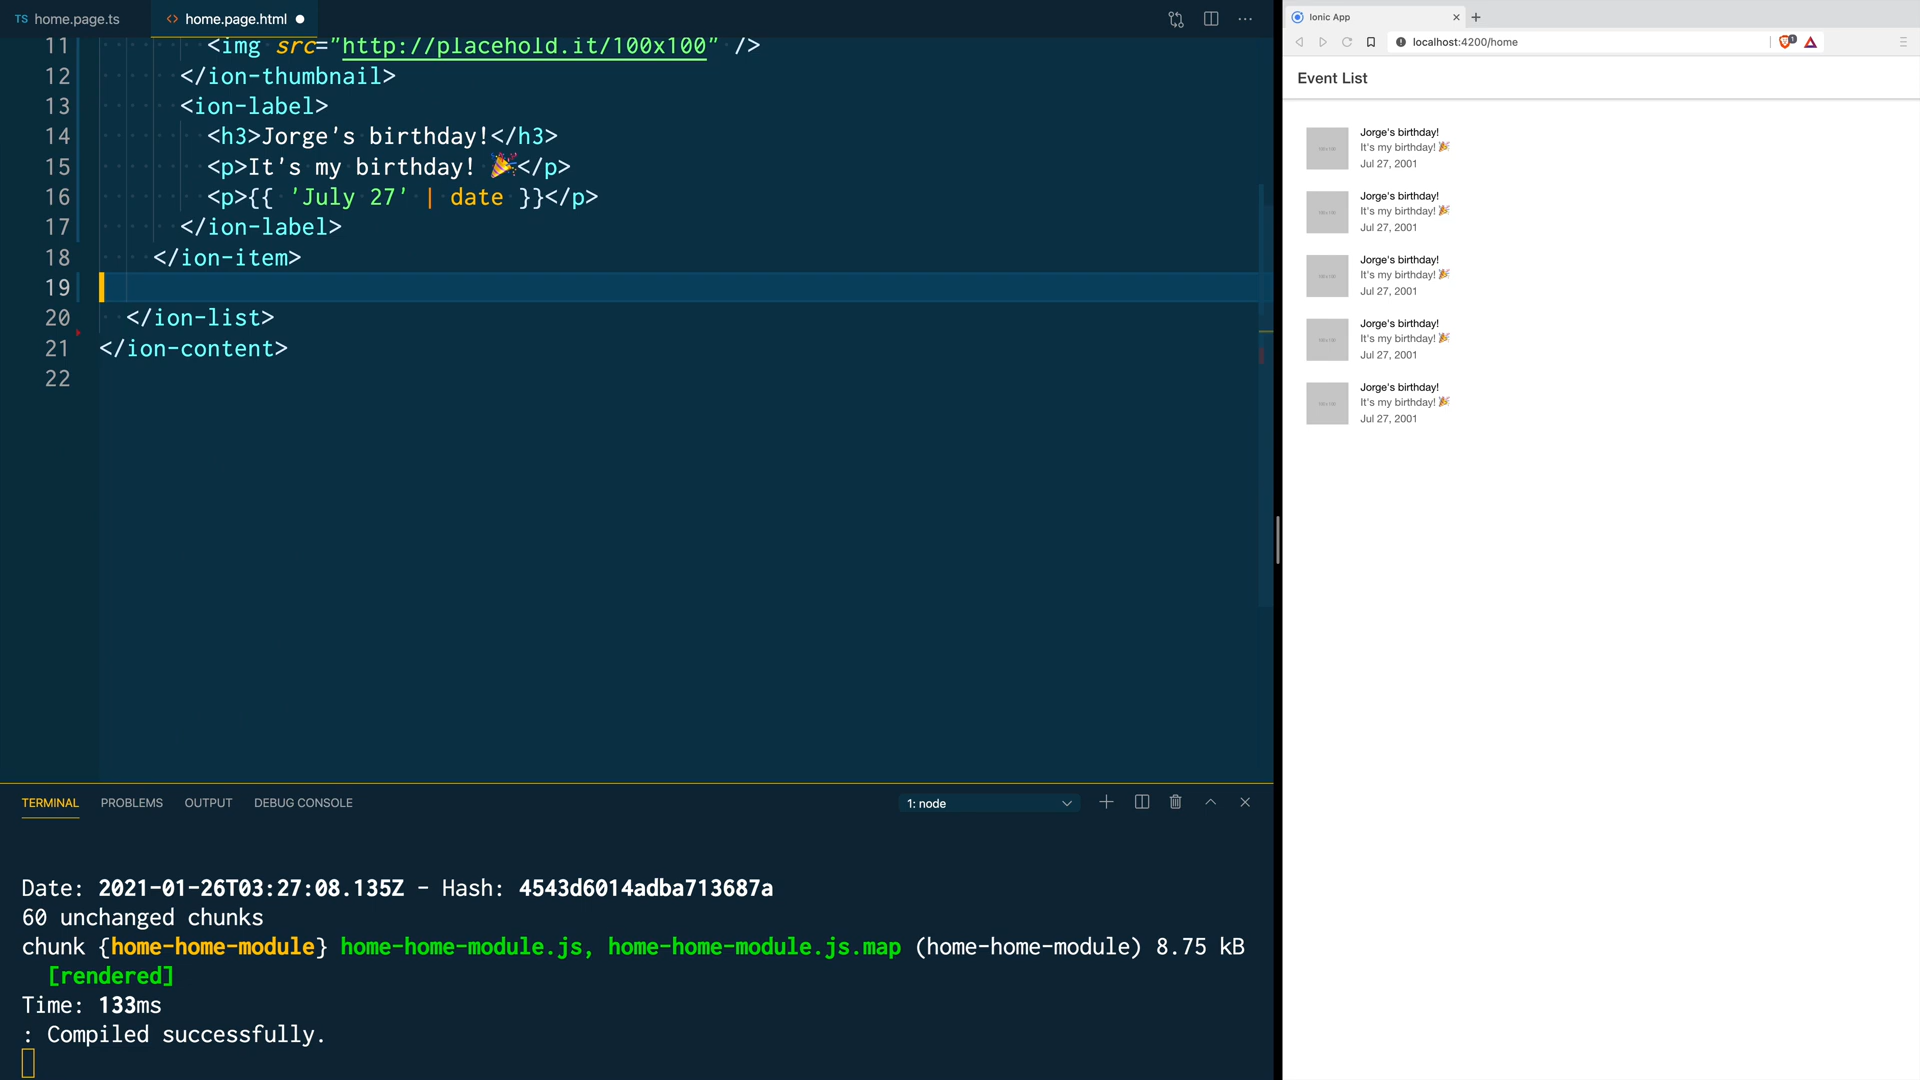 TS home.page.ts
<> home.page.html
11 <img src="http://placehold.it/100x100" />
12 </ion-thumbnail>
13 <ion-label>
14 <h3>Jorge's birthday!</h3>
15 <p>It's my birthday! 🎉</p>
16 <p>{{ 'July 27' | date }}</p>
17 </ion-label>
18 </ion-item>
19
20 </ion-list>
21 </ion-content>
22
TERMINAL PROBLEMS OUTPUT DEBUG CONSOLE 1: node
Date: 2021-01-26T03:27:08.135Z - Hash: 4543d6014adba713687a
60 unchanged chunks
chunk {home-home-module} home-home-module.js, home-home-module.js.map (home-home-module) 8.75 kB
[rendered]
Time: 133ms
: Compiled successfully.
Ionic App
localhost:4200/home
1
Event List
Jorge's birthday!
It's my birthday! 🎉
Jul 27, 2001
Jorge's birthday!
It's my birthday! 🎉
Jul 27, 2001
Jorge's birthday!
It's my birthday! 🎉
Jul 27, 2001
Jorge's birthday!
It's my birthday! 🎉
Jul 27, 2001
Jorge's birthday!
It's my birthday! 🎉
Jul 27, 2001